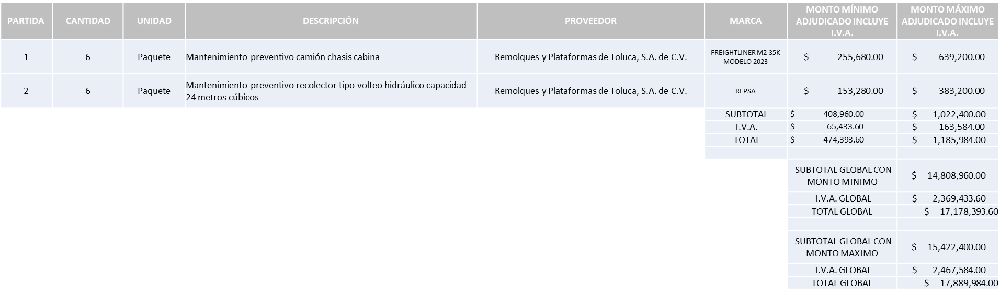 PARTIDA CANTIDAD UNIDAD DESCRIPCIÓN PROVEEDOR MARCA MONTO MÍNIMO ADJUDICADO INCLUYE I.V.A. MONTO MÁXIMO ADJUDICADO INCLUYE I.V.A.
1 6 Paquete Mantenimiento preventivo camión chasis cabina Remolques y Plataformas de Toluca, S.A. de C.V. FREIGHTLINER M2 35K MODELO 2023 $ 255,680.00 $ 639,200.00
2 6 Paquete Mantenimiento preventivo recolector tipo volteo hidráulico capacidad 24 metros cúbicos Remolques y Plataformas de Toluca, S.A. de C.V. REPSA $ 153,280.00 $ 383,200.00
SUBTOTAL $ 408,960.00 $ 1,022,400.00
I.V.A. $ 65,433.60 $ 163,584.00
TOTAL $ 474,393.60 $ 1,185,984.00
SUBTOTAL GLOBAL CON MONTO MINIMO $ 14,808,960.00
I.V.A. GLOBAL $ 2,369,433.60
TOTAL GLOBAL $ 17,178,393.60
SUBTOTAL GLOBAL CON MONTO MAXIMO $ 15,422,400.00
I.V.A. GLOBAL $ 2,467,584.00
TOTAL GLOBAL $ 17,889,984.00